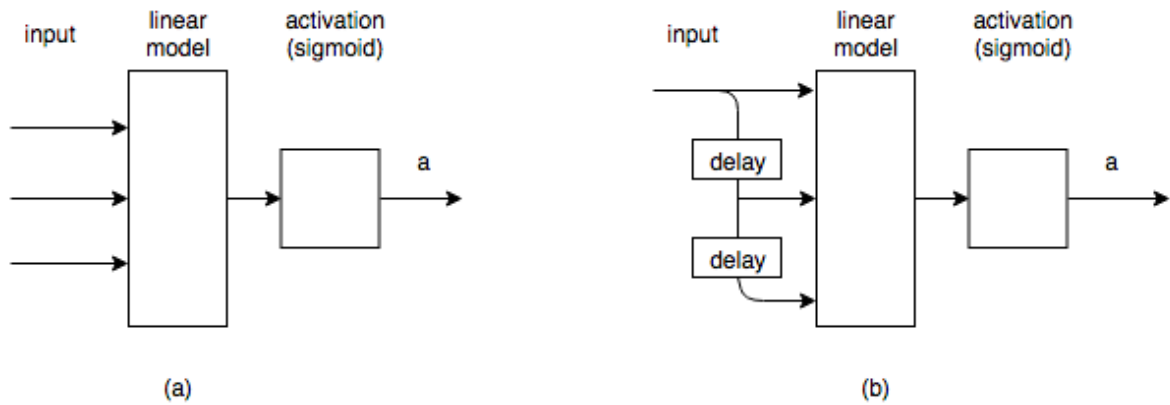 input
linear
model
activation
(sigmoid)
a
(a)
input
linear
model
activation
(sigmoid)
delay
a
delay
(b)